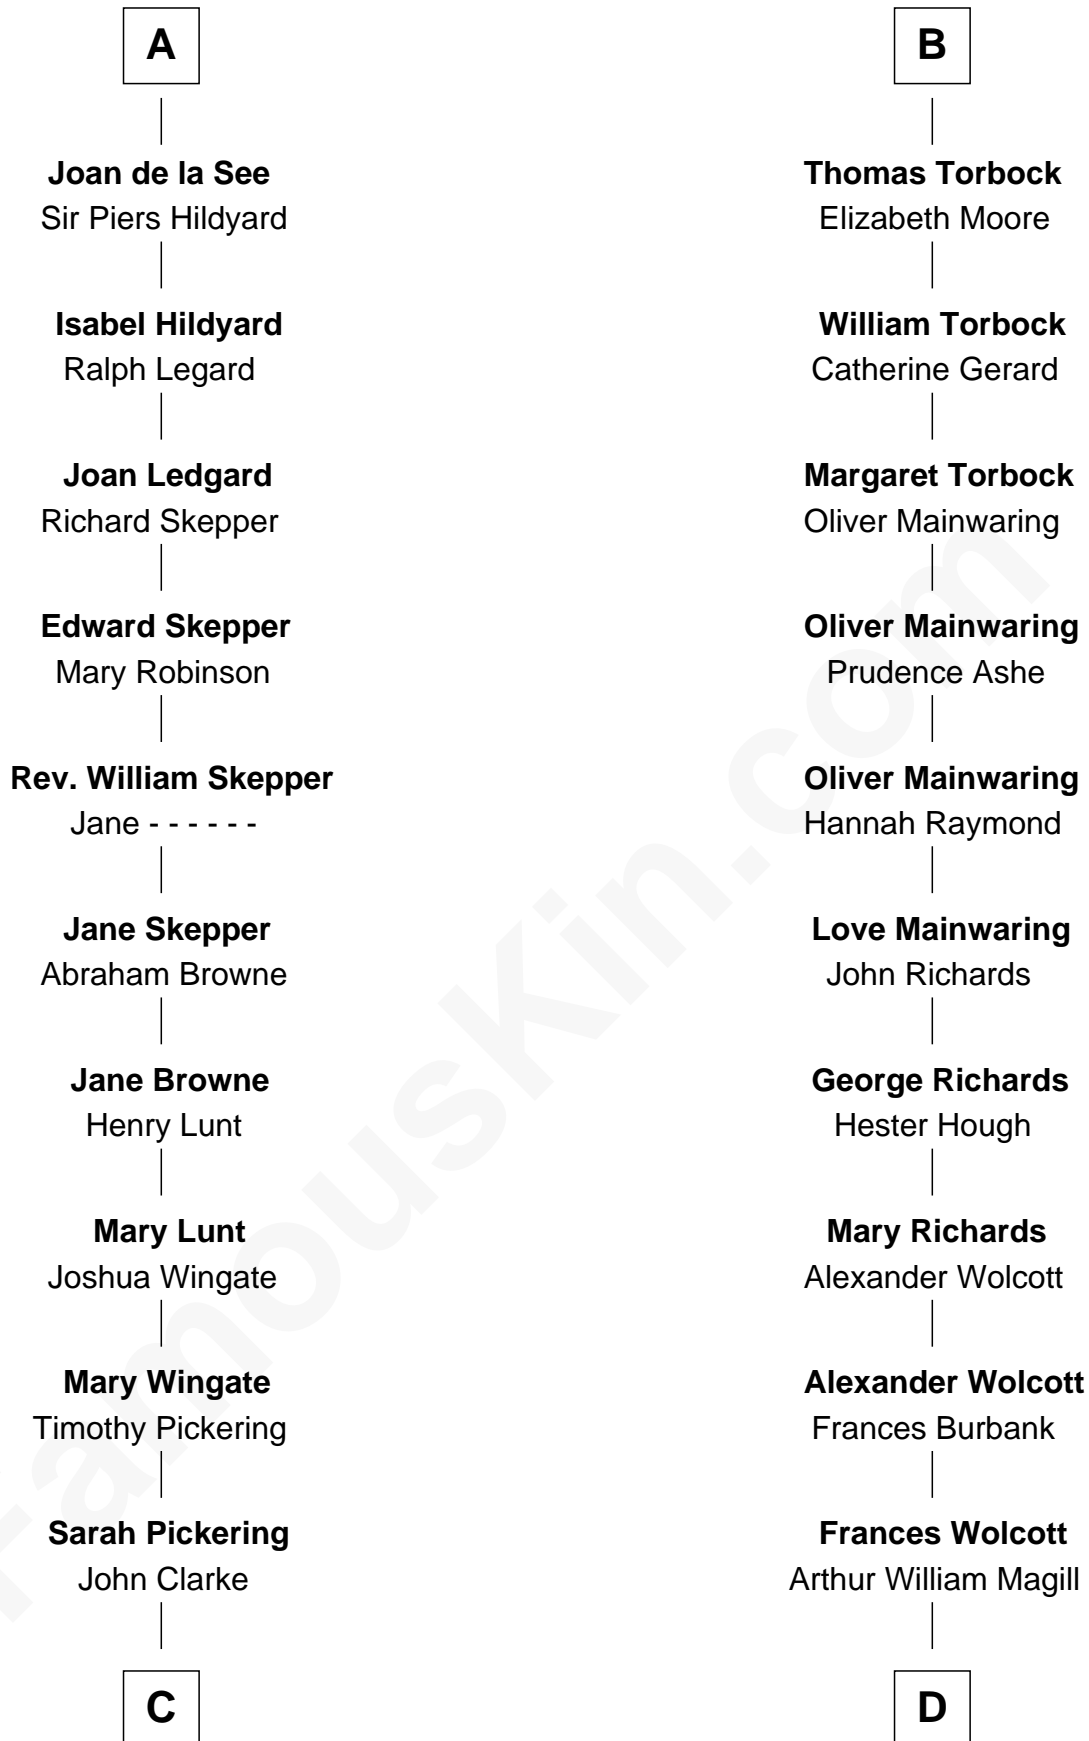 A
Joan de la See
Sir Piers Hildyard
Isabel Hildyard
Ralph Legard
Joan Ledgard
Richard Skepper
Edward Skepper
Mary Robinson
Rev. William Skepper
Jane - - - - - -
Jane Skepper
Abraham Browne
Jane Browne
Henry Lunt
Mary Lunt
Joshua Wingate
Mary Wingate
Timothy Pickering
Sarah Pickering
John Clarke
C
B
Thomas Torbock
Elizabeth Moore
William Torbock
Catherine Gerard
Margaret Torbock
Oliver Mainwaring
Oliver Mainwaring
Prudence Ashe
Oliver Mainwaring
Hannah Raymond
Love Mainwaring
John Richards
George Richards
Hester Hough
Mary Richards
Alexander Wolcott
Alexander Wolcott
Frances Burbank
Frances Wolcott
Arthur William Magill
D
FamousKin.com